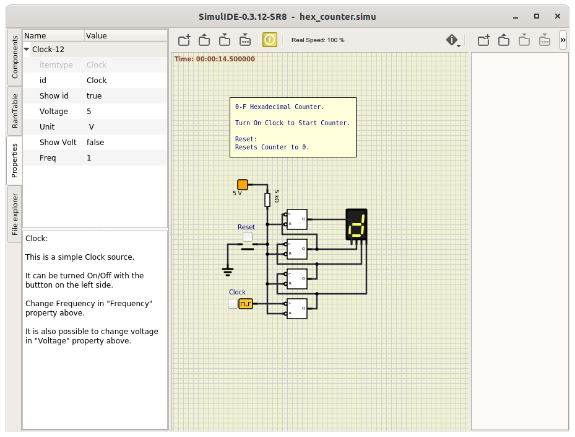 SimulIDE-0.3.12-SR8 - hex_counter.simu
Components
RamTable
Properties
File explorer
Name Value
Clock-12
itemtype Clock
id Clock
Show id true
Voltage 5
Unit V
Show Volt false
Freq 1
Clock:
This is a simple Clock source.
It can be turned On/Off with the
buttton on the left side.
Change Frequency in "Frequency"
property above.
It is also possible to change voltage
in "Voltage" property above.
Real Speed: 100 %
»
Time: 00:00:14.500000
0-F Hexadecimal Counter.
Turn On Clock to Start Counter.
Reset:
Resets Counter to 0.
5 V
Reset
Clock
d